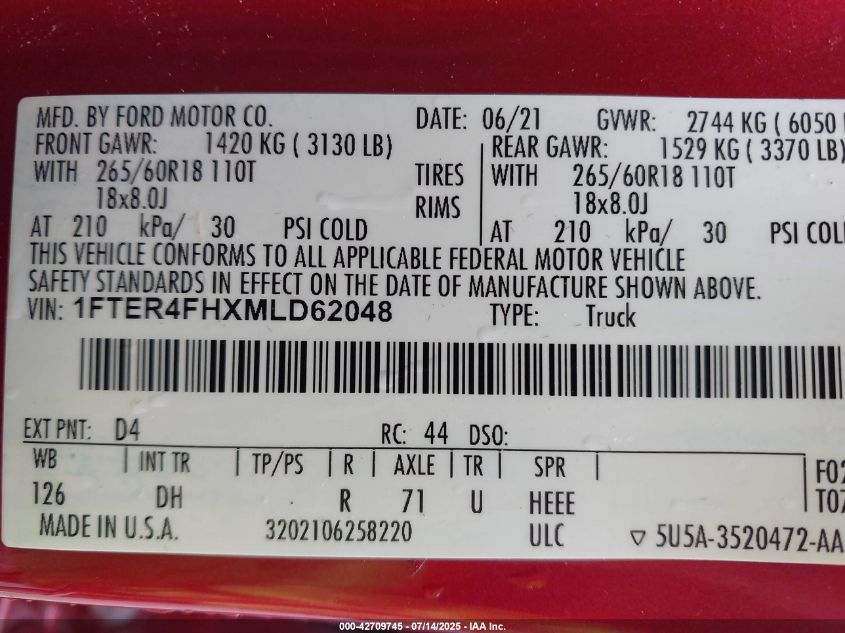 MFD. BY FORD MOTOR CO. DATE: 06/21 GVWR: 2744 KG ( 6050
FRONT GAWR: 1420 KG ( 3130 LB) REAR GAWR: 1529 KG ( 3370 LB)
WITH 265/60R18 110T TIRES WITH 265/60R18 110T
18x8.0J RIMS 18x8.0J
AT 210 kPa/ 30 PSI COLD AT 210 kPa/ 30 PSI COL
THIS VEHICLE CONFORMS TO ALL APPLICABLE FEDERAL MOTOR VEHICLE
SAFETY STANDARDS IN EFFECT ON THE DATE OF MANUFACTURE SHOWN ABOVE.
VIN: 1FTER4FHXMLD62048 TYPE: Truck
EXT PNT: D4 RC: 44 DSO:
WB INT TR TP/PS R AXLE TR SPR F02
126 DH . R 71 U HEEE T07
MADE IN U.S.A. 3202106258220 ULC ▽ 5U5A-3520472-AA
000-42709745 - 07/14/2025 - IAA Inc.